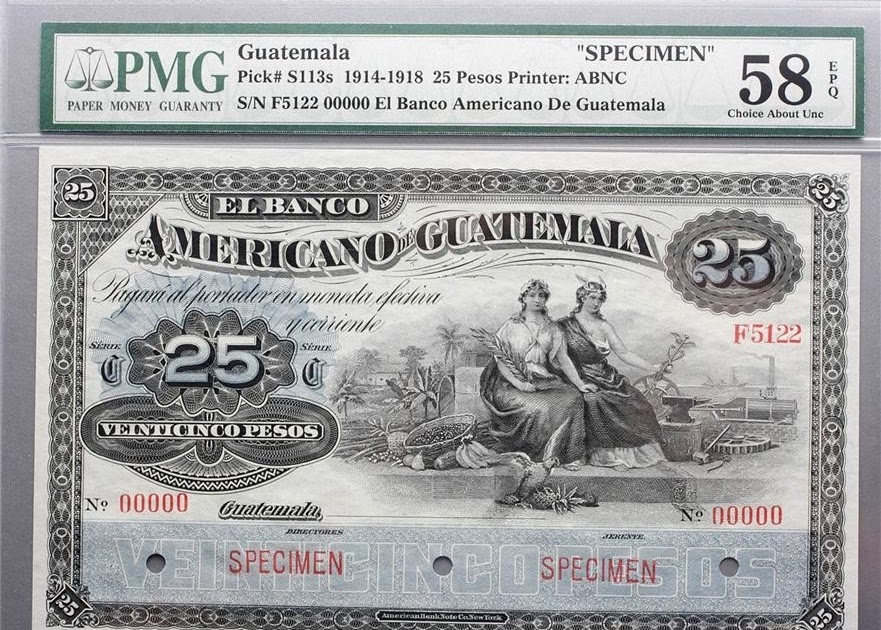 PMG
PAPER MONEY GUARANTY
Guatemala "SPECIMEN"
Pick# S113s 1914-1918 25 Pesos Printer: ABNC
S/N F5122 00000 El Banco Americano De Guatemala
58
EPQ
Choice About Unc
25
25
EL BANCO
AMERICANO DE GUATEMALA
25
Pagará al portador en moneda efectiva
y corriente
F5122
SERIE SERIE
C 25 C
VEINTICINCO PESOS
Nº 00000 Guatemala, Nº 00000
DIRECTORES JERENTE
VEINTICINCO PESOS
SPECIMEN SPECIMEN
25
25
American Bank Note Co. New York